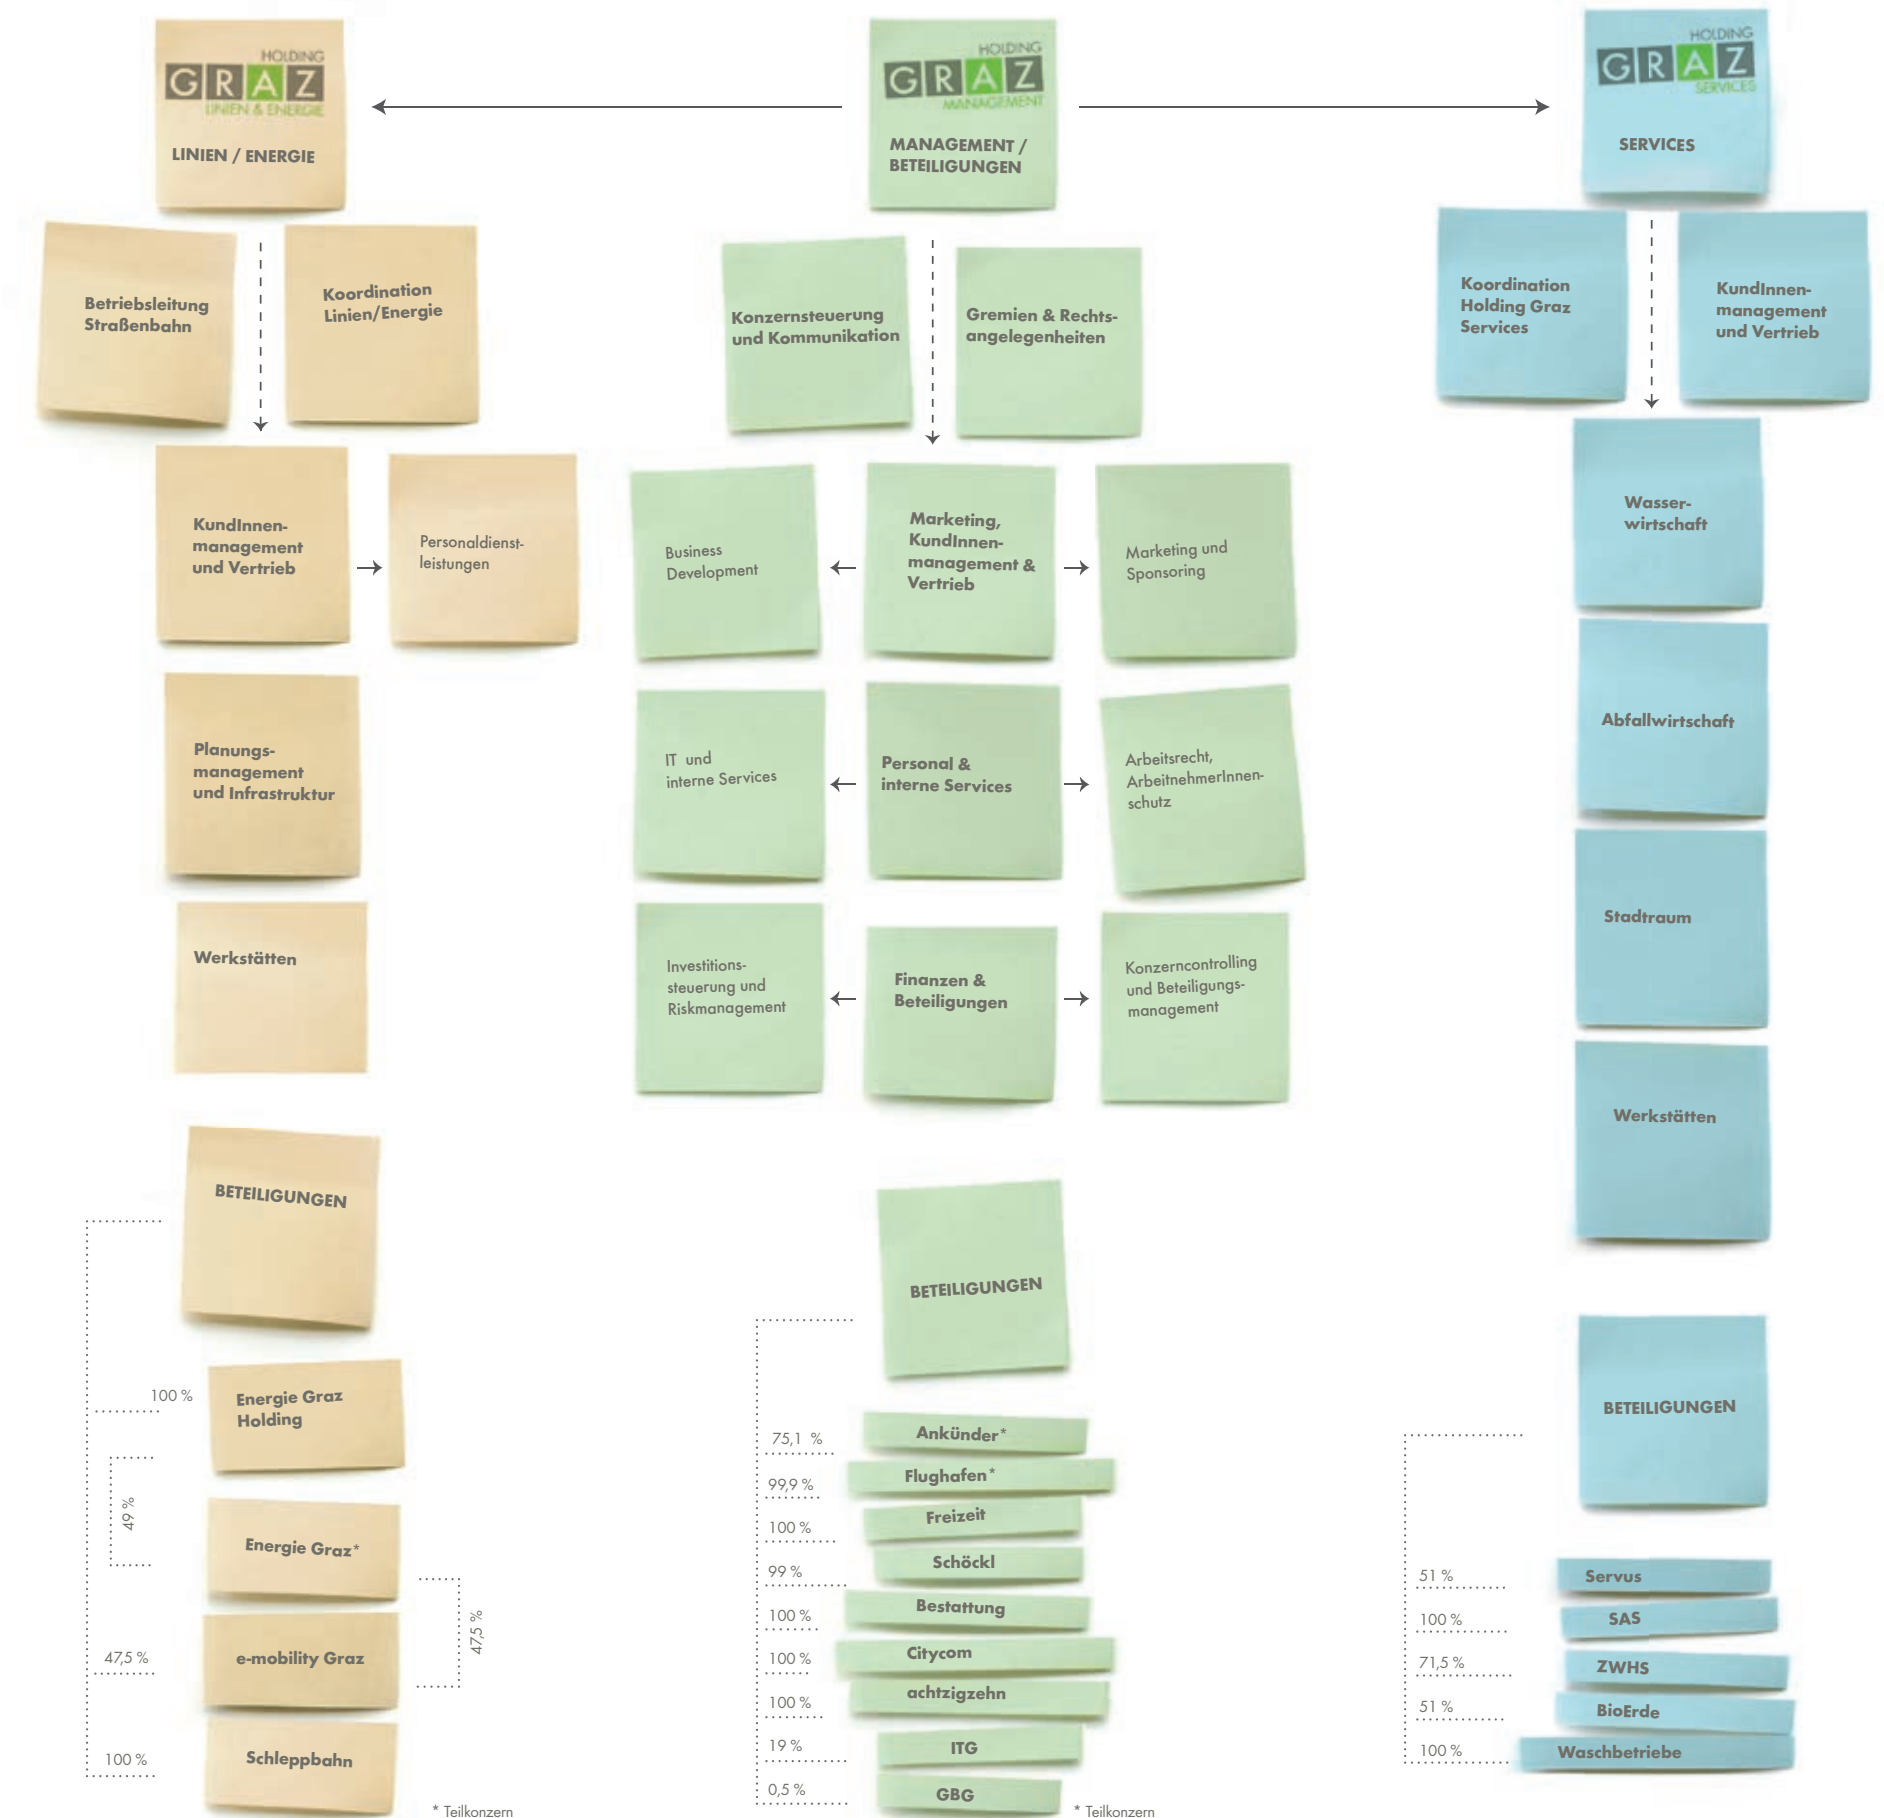 HOLDING
GRAZ
LINIEN & ENERGIE
LINIEN / ENERGIE
HOLDING
GRAZ
MANAGEMENT
MANAGEMENT /
BETEILIGUNGEN
HOLDING
GRAZ
SERVICES
SERVICES
Betriebsleitung
Straßenbahn
Koordination
Linien/Energie
Konzernsteuerung
und Kommunikation
Gremien & Rechts-
angelegenheiten
Koordination
Holding Graz
Services
KundInnen-
management
und Vertrieb
KundInnen-
management
und Vertrieb
Personaldienst-
leistungen
Business
Development
Marketing,
KundInnen-
management &
Vertrieb
Marketing und
Sponsoring
Wasser-
wirtschaft
Planungs-
management
und Infrastruktur
IT und
interne Services
Personal &
interne Services
Arbeitsrecht,
ArbeitnehmerInnen-
schutz
Abfallwirtschaft
Werkstätten
Investitions-
steuerung und
Riskmanagement
Finanzen &
Beteiligungen
Konzerncontrolling
und Beteiligungs-
management
Stadtraum
Werkstätten
BETEILIGUNGEN
100 %
Energie Graz
Holding
49 %
Energie Graz*
47,5 %
47,5 %
e-mobility Graz
100 %
Schleppbahn
* Teilkonzern
BETEILIGUNGEN
75,1 %
Ankünder*
99,9 %
Flughafen*
100 %
Freizeit
99 %
Schöckl
100 %
Bestattung
100 %
Citycom
100 %
achtzigzehn
19 %
ITG
0,5 %
GBG
* Teilkonzern
BETEILIGUNGEN
51 %
Servus
100 %
SAS
71,5 %
ZWHS
51 %
BioErde
100 %
Waschbetriebe